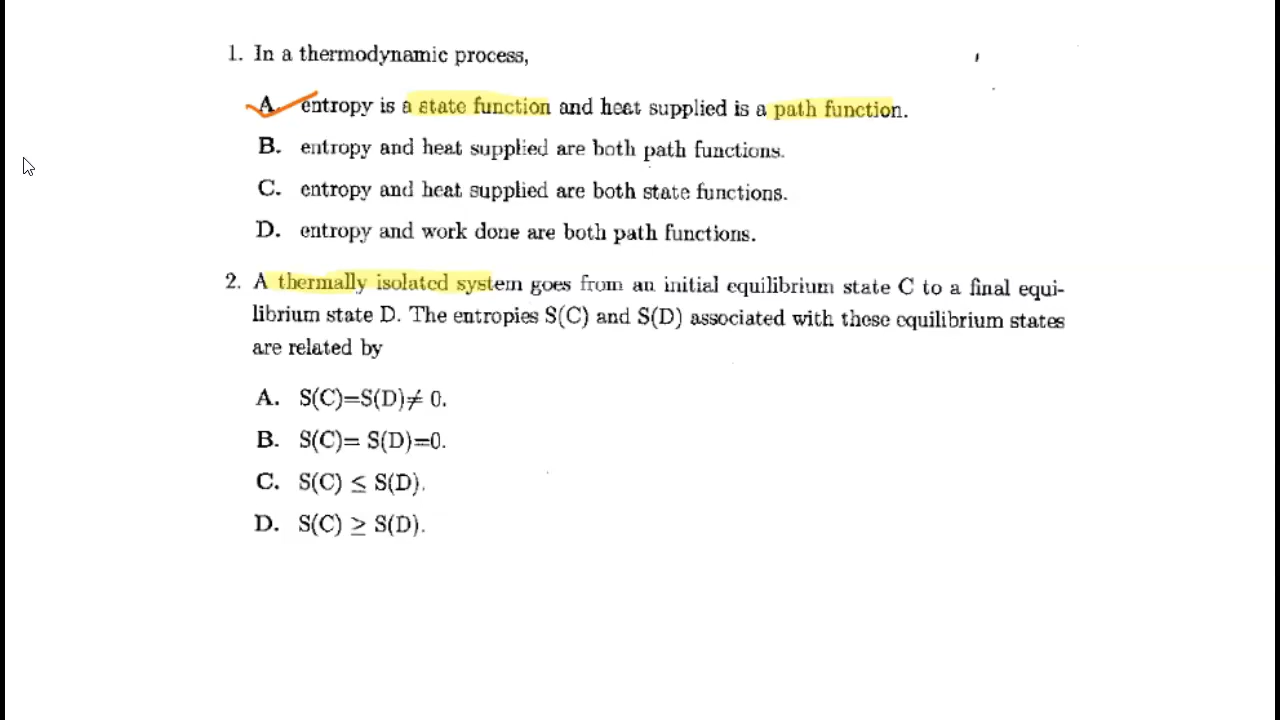 1. In a thermodynamic process,
A. entropy is a state function and heat supplied is a path function.
B. entropy and heat supplied are both path functions.
C. entropy and heat supplied are both state functions.
D. entropy and work done are both path functions.
2. A thermally isolated system goes from an initial equilibrium state C to a final equi-
librium state D. The entropies S(C) and S(D) associated with these equilibrium states
are related by
A. S(C)=S(D)≠ 0.
B. S(C)= S(D)=0.
C. S(C) ≤ S(D).
D. S(C) ≥ S(D).